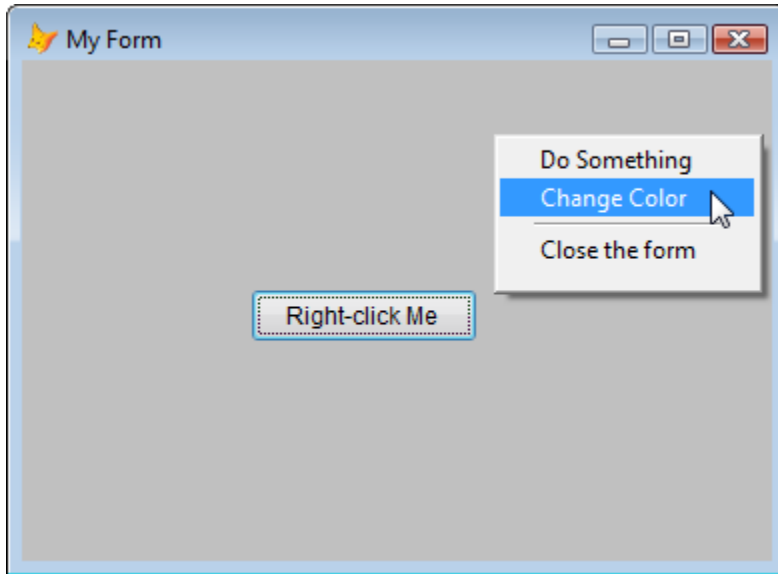 My Form
Do Something
Change Color
Close the form
Right-click Me